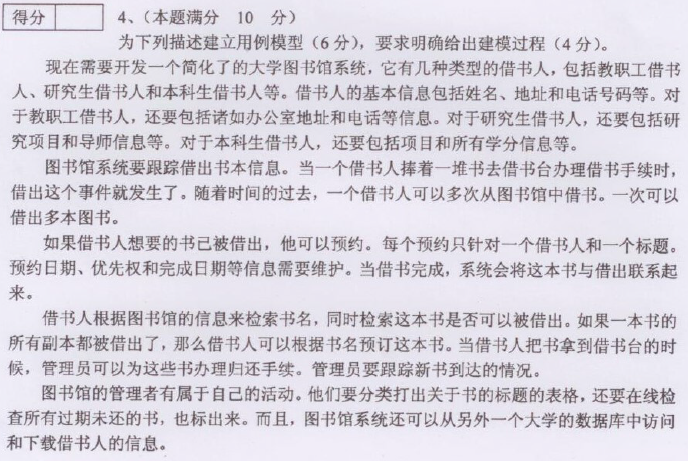 得分
4、（本题满分 10 分）
为下列描述建立用例模型（6 分），要求明确给出建模过程（4 分）。
现在需要开发一个简化了的大学图书馆系统，它有几种类型的借书人，包括教职工借书
人、研究生借书人和本科生借书人等。借书人的基本信息包括姓名、地址和电话号码等。对
于教职工借书人，还要包括诸如办公室地址和电话等信息。对于研究生借书人，还要包括研
究项目和导师信息等。对于本科生借书人，还要包括项目和所有学分信息等。
图书馆系统要跟踪借出书本信息。当一个借书人捧着一堆书去借书台办理借书手续时，
借出这个事件就发生了。随着时间的过去，一个借书人可以多次从图书馆中借书。一次可以
借出多本图书。
如果借书人想要的书已被借出，他可以预约。每个预约只针对一个借书人和一个标题。
预约日期、优先权和完成日期等信息需要维护。当借书完成，系统会将这本书与借出联系起
来。
借书人根据图书馆的信息来检索书名，同时检索这本书是否可以被借出。如果一本书的
所有副本都被借出了，那么借书人可以根据书名预订这本书。当借书人把书拿到借书台的时
候，管理员可以为这些书办理归还手续。管理员要跟踪新书到达的情况。
图书馆的管理者有属于自己的活动。他们要分类打出关于书的标题的表格，还要在线检
查所有过期未还的书，也标出来。而且，图书馆系统还可以从另外一个大学的数据库中访问
和下载借书人的信息。